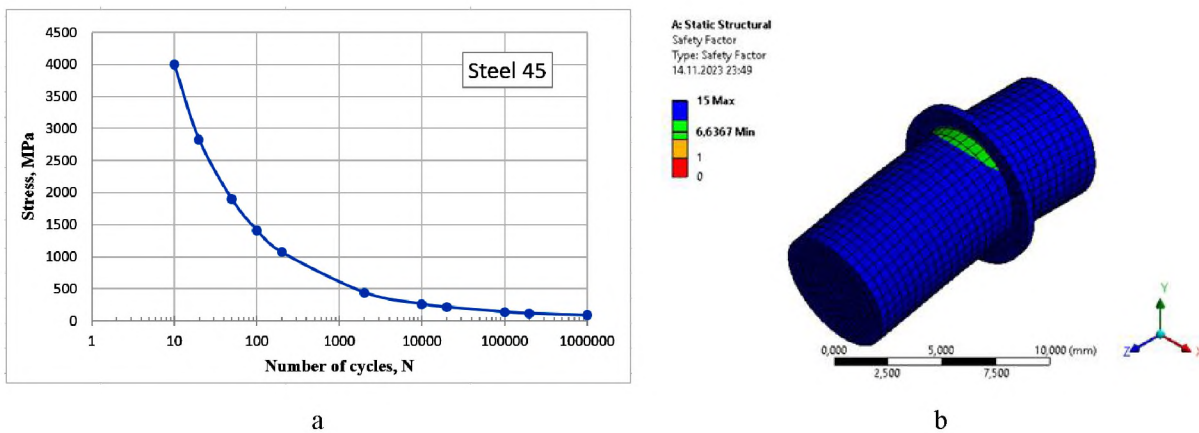 4500
4000
3500
3000
2500
2000
1500
1000
500
0
Stress, MPa
Steel 45
1 10 100 1000 10000 100000 1000000
Number of cycles, N
a
A: Static Structural
Safety Factor
Type: Safety Factor
14.11.2023 23:49
15 Max
6,6367 Min
1
0
0,000 5,000 10,000 (mm)
2,500 7,500
Y
Z X
b